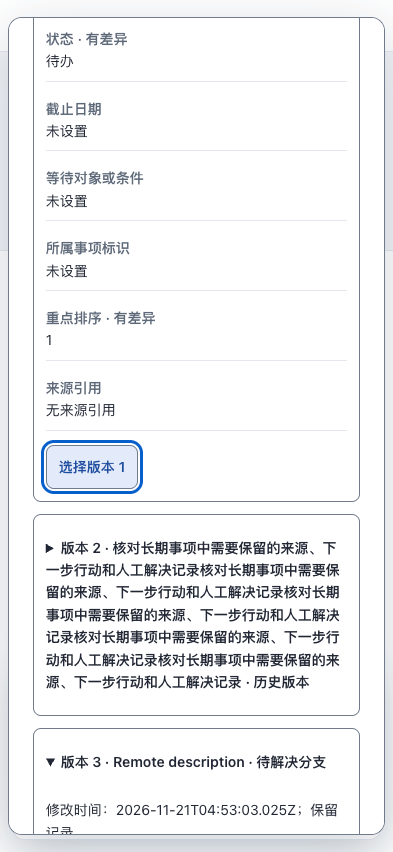 状态 · 有差异
待办
截止日期
未设置
等待对象或条件
未设置
所属事项标识
未设置
重点排序 · 有差异
1
来源引用
无来源引用
选择版本 1
▶ 版本 2 · 核对长期事项中需要保留的来源、下
一步行动和人工解决记录核对长期事项中需要保
留的来源、下一步行动和人工解决记录核对长期
事项中需要保留的来源、下一步行动和人工解决
记录核对长期事项中需要保留的来源、下一步行
动和人工解决记录核对长期事项中需要保留的来
源、下一步行动和人工解决记录 · 历史版本
▼ 版本 3 · Remote description · 待解决分支
修改时间：2026-11-21T04:53:03.025Z；保留
记录